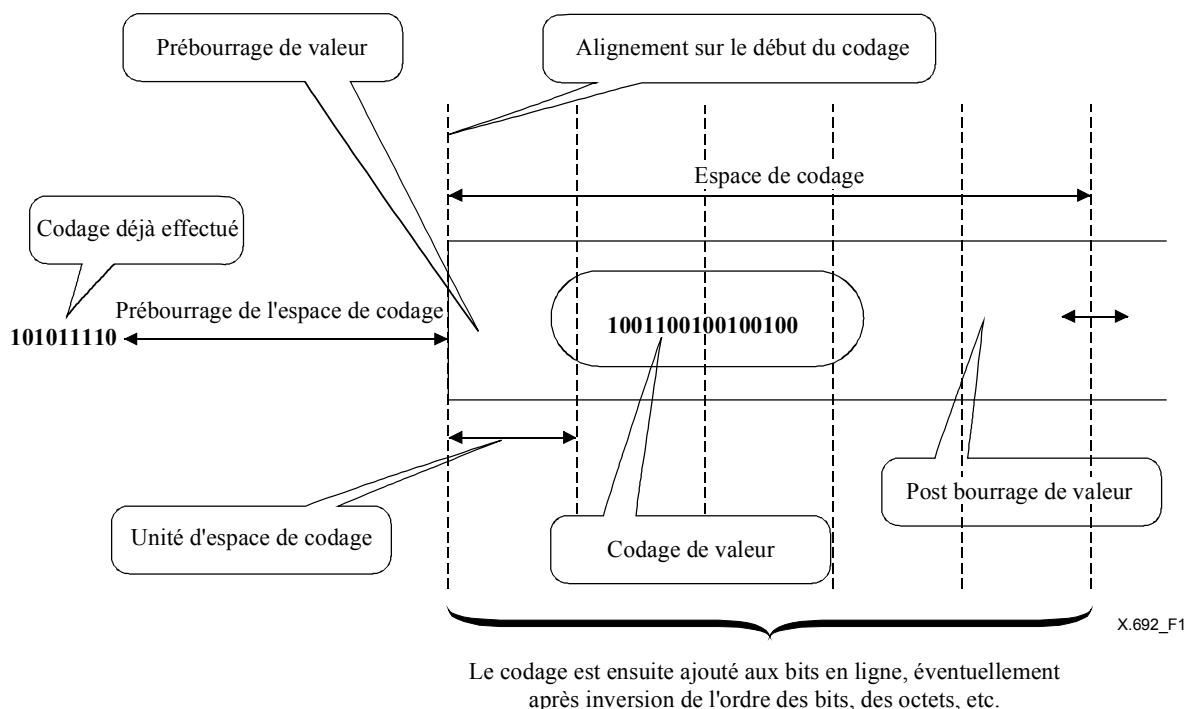 Prébourrage de valeur
Alignement sur le début du codage
Espace de codage
Codage déjà effectué
Prébourrage de l'espace de codage
101011110
1001100100100100
Post bourrage de valeur
Unité d'espace de codage
Codage de valeur
X.692_F1
Le codage est ensuite ajouté aux bits en ligne, éventuellement
après inversion de l'ordre des bits, des octets, etc.